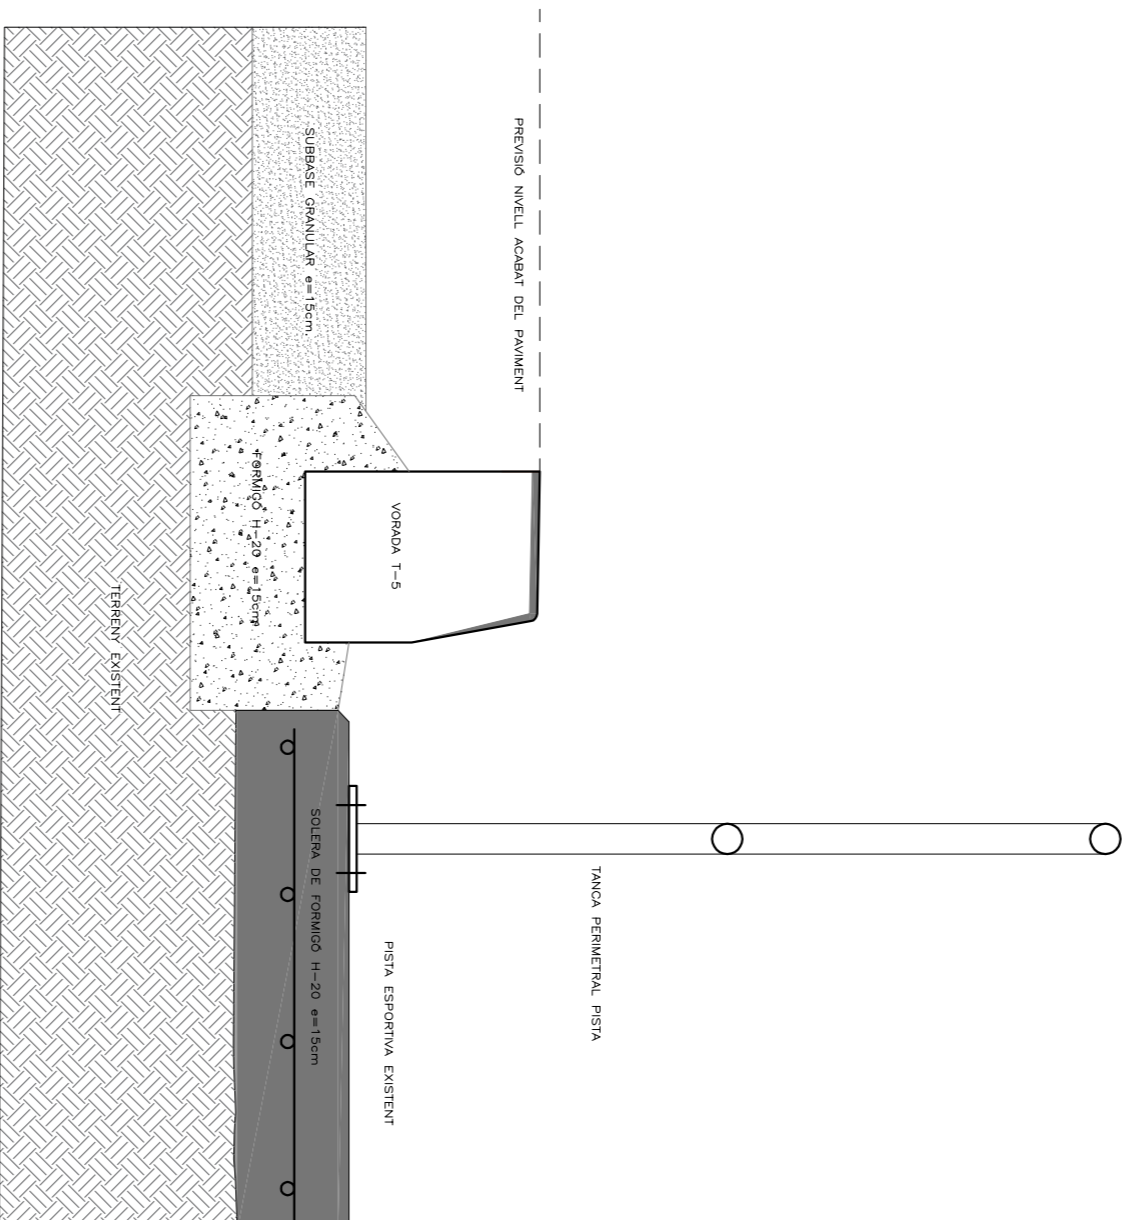 PREVISIÓ NIVELL ACABAT DEL PAVIMENT
SUBBASE GRANULAR e=15cm.
VORADA T-5
FORMIGÓ H-20 e=15cm
TERRENY EXISTENT
TANCA PERIMETRAL PISTA
PISTA ESPORTIVA EXISTENT
SOLERA DE FORMIGÓ H-20 e=15cm